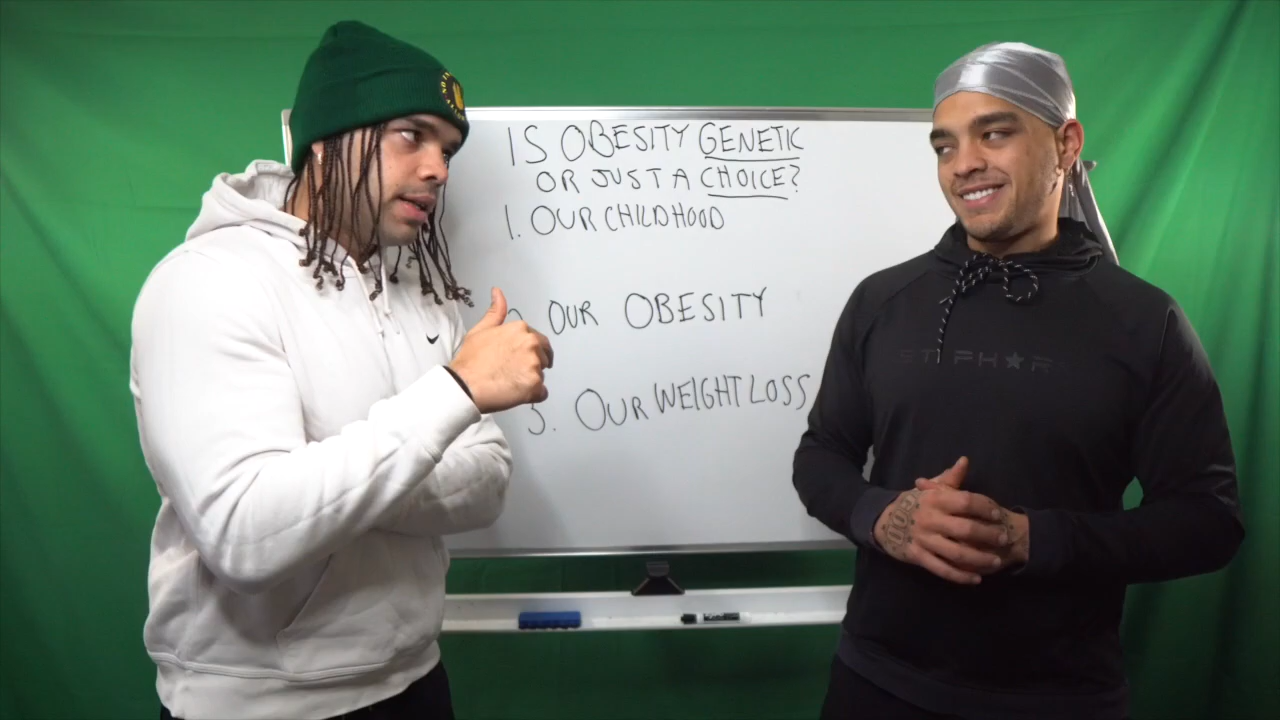 IS OBESITY GENETIC
OR JUST A CHOICE?
1. OUR CHILDHOOD
OUR OBESITY
3. OUR WEIGHT LOSS